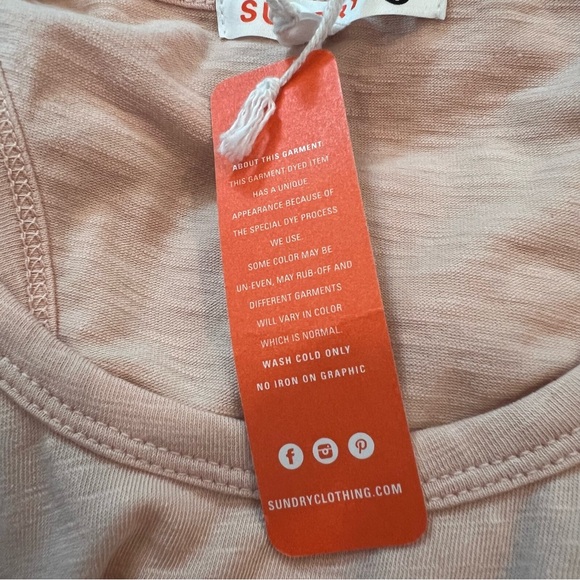 ABOUT THIS GARMENT
THIS GARMENT DYED ITEM
HAS A UNIQUE
APPEARANCE BECAUSE OF
THE SPECIAL DYE PROCESS
WE USE.
SOME COLOR MAY BE
UN-EVEN, MAY RUB-OFF AND
DIFFERENT GARMENTS
WILL VARY IN COLOR
WHICH IS NORMAL.
WASH COLD ONLY
NO IRON ON GRAPHIC
SUNDRYCLOTHING.COM